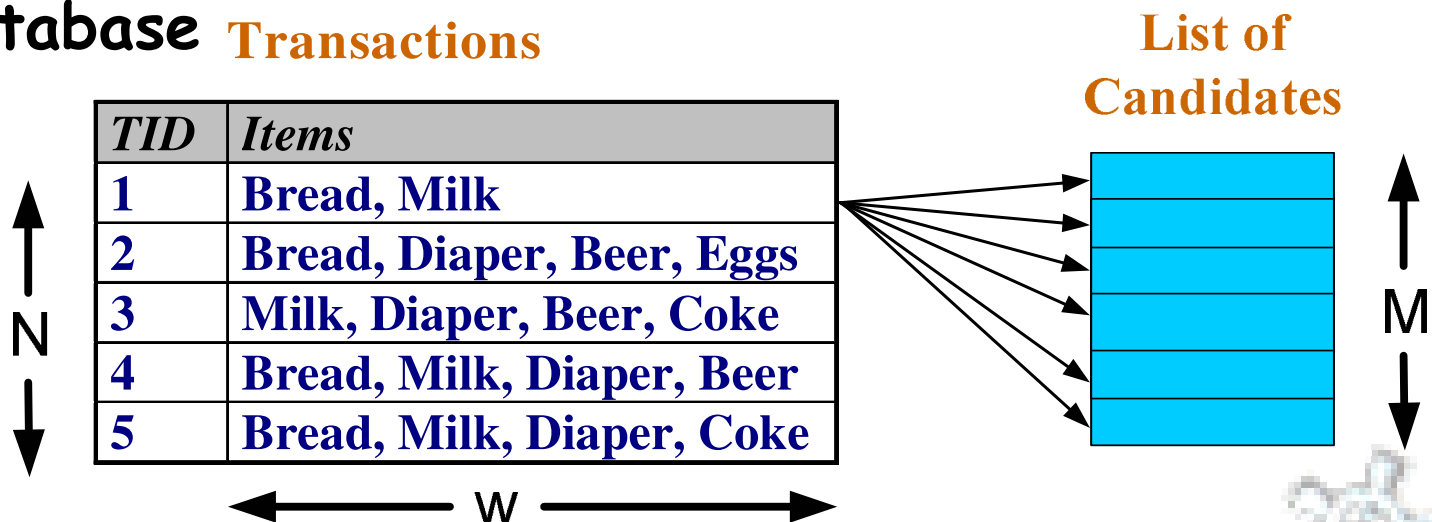 tabase Transactions
List of
Candidates
TID Items
1 Bread, Milk
2 Bread, Diaper, Beer, Eggs
3 Milk, Diaper, Beer, Coke
4 Bread, Milk, Diaper, Beer
5 Bread, Milk, Diaper, Coke
N
M
w